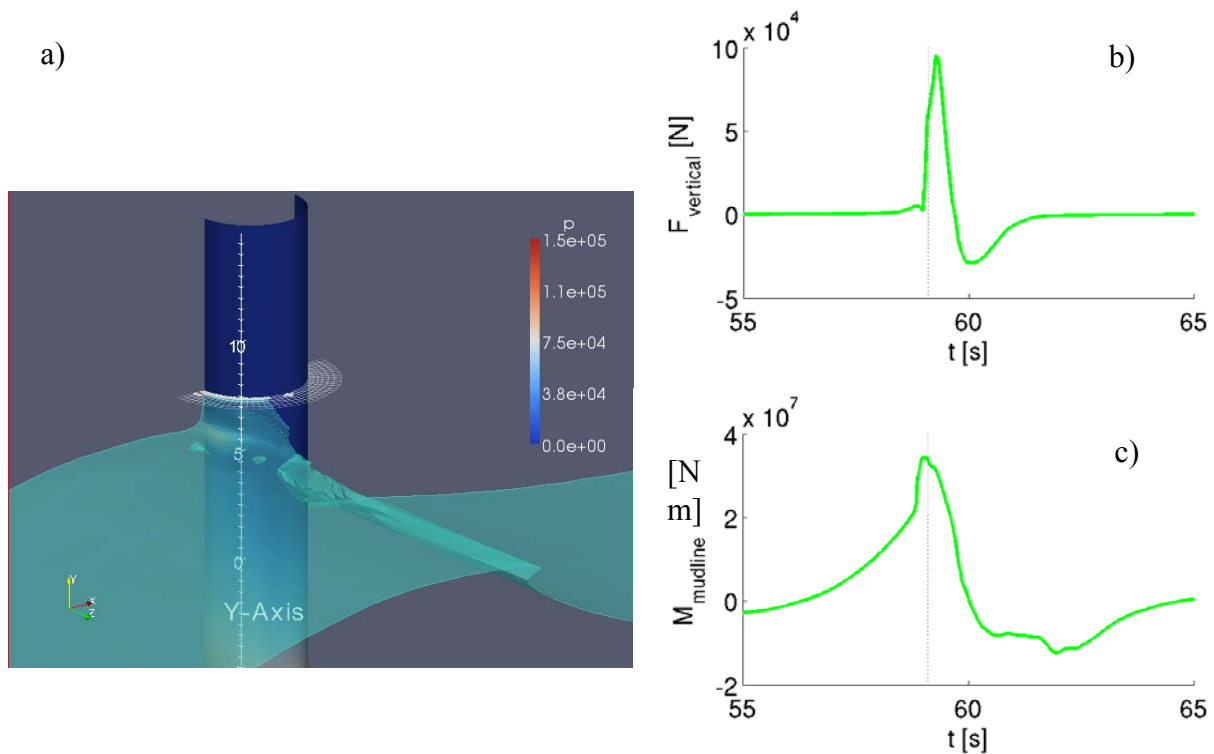 a)
p
1.5e+05
1.1e+05
7.5e+04
3.8e+04
0.0e+00
10
5
0
Y-Axis
Y
X
Z
b)
x 10^4
10
5
0
-5
F_vertical [N]
55
60
65
t [s]
c)
x 10^7
4
2
0
-2
[N
m]
M_mudline
55
60
65
t [s]